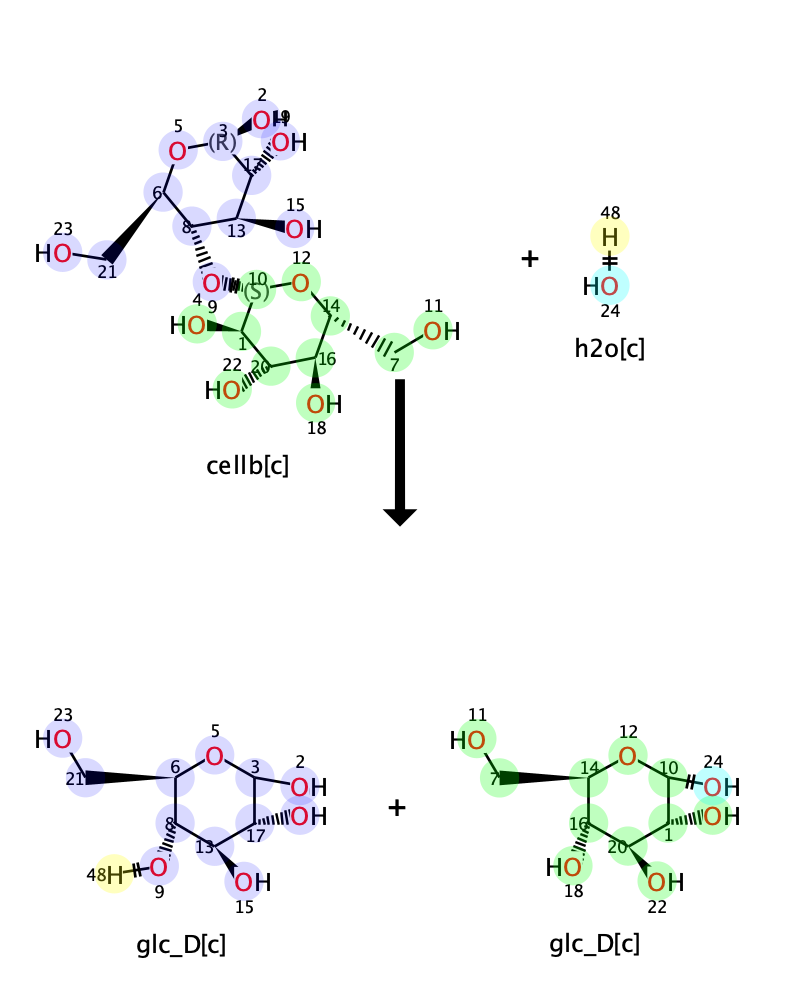 2
5 3 OH 19
O (R) OH
17
6 15
23 8 13 OH
HO 21 12 48
O 10 O H
4 9 (S) 14 11 +
HO OH HO
1 24
22 20 16 7 h2o[c]
HO
OH
18
cellb[c]
23 5 11 12
HO O 2 HO O 24
21 6 3 OH 7 14 10 OH
OH + OH
8 17 16 1
13 20
48 H O HO
9 OH 18 OH
15 22
glc_D[c] glc_D[c]